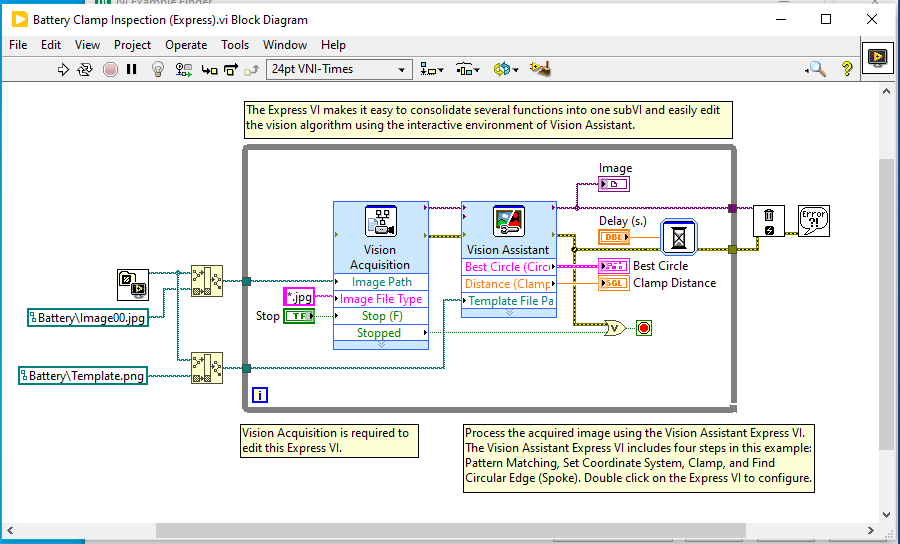 NI Example Finder
Battery Clamp Inspection (Express).vi Block Diagram
File Edit View Project Operate Tools Window Help
24pt VNI-Times
?
The Express VI makes it easy to consolidate several functions into one subVI and easily edit
the vision algorithm using the interactive environment of Vision Assistant.
Image
Delay (s.)
DBL
Error
?!
Vision
Acquisition
Vision Assistant
Image Path
*.jpg
Image File Type
Stop
TF
Stop (F)
Stopped
Best Circle (Circ
Distance (Clamp
Template File Pa
Best Circle
SGL
Clamp Distance
V
Battery\Image00.jpg
Battery\Template.png
i
Vision Acquisition is required to
edit this Express VI.
Process the acquired image using the Vision Assistant Express VI.
The Vision Assistant Express VI includes four steps in this example:
Pattern Matching, Set Coordinate System, Clamp, and Find
Circular Edge (Spoke). Double click on the Express VI to configure.